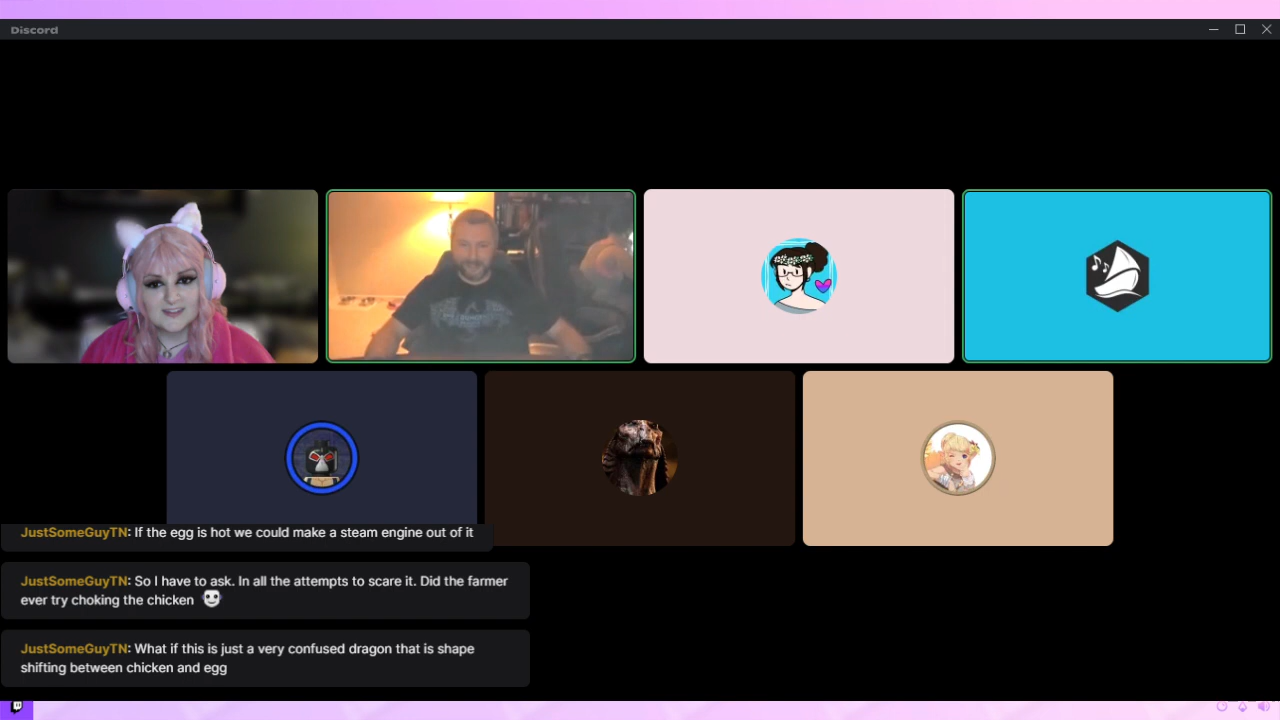 Discord
JustSomeGuyTN: If the egg is hot we could make a steam engine out of it
JustSomeGuyTN: So I have to ask. In all the attempts to scare it. Did the farmer
ever try choking the chicken
JustSomeGuyTN: What if this is just a very confused dragon that is shape
shifting between chicken and egg